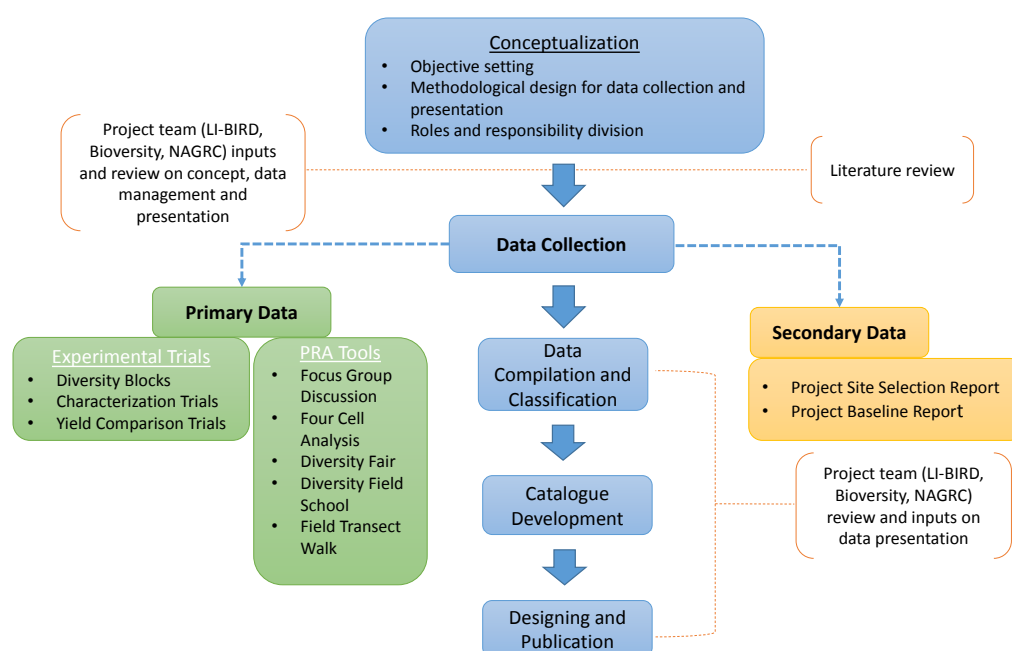 Conceptualization
• Objective setting
• Methodological design for data collection and
presentation
• Roles and responsibility division
Project team (LI-BIRD,
Bioversity, NAGRC) inputs
and review on concept, data
management and
presentation
Literature review
Data Collection
Primary Data
Experimental Trials
• Diversity Blocks
• Characterization Trials
• Yield Comparison Trials
PRA Tools
• Focus Group
Discussion
• Four Cell
Analysis
• Diversity Fair
• Diversity Field
School
• Field Transect
Walk
Data
Compilation and
Classification
Catalogue
Development
Designing and
Publication
Secondary Data
• Project Site Selection Report
• Project Baseline Report
Project team (LI-BIRD,
Bioversity, NAGRC)
review and inputs on
data presentation